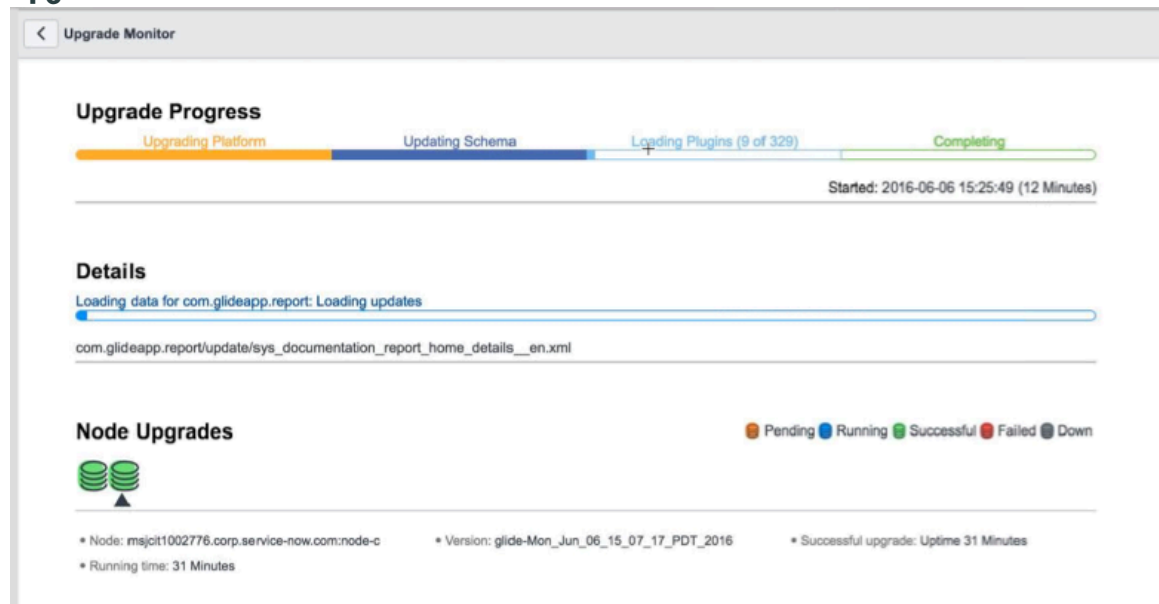 Upgrade Monitor
Upgrade Progress
Upgrading Platform Updating Schema Loading Plugins (9 of 329) Completing
Started: 2016-06-06 15:25:49 (12 Minutes)
Details
Loading data for com.glideapp.report: Loading updates
com.glideapp.report/update/sys_documentation_report_home_details__en.xml
Node Upgrades Pending Running Successful Failed Down
• Node: msjcit1002776.corp.service-now.com:node-c • Version: glide-Mon_Jun_06_15_07_17_PDT_2016 • Successful upgrade: Uptime 31 Minutes
• Running time: 31 Minutes